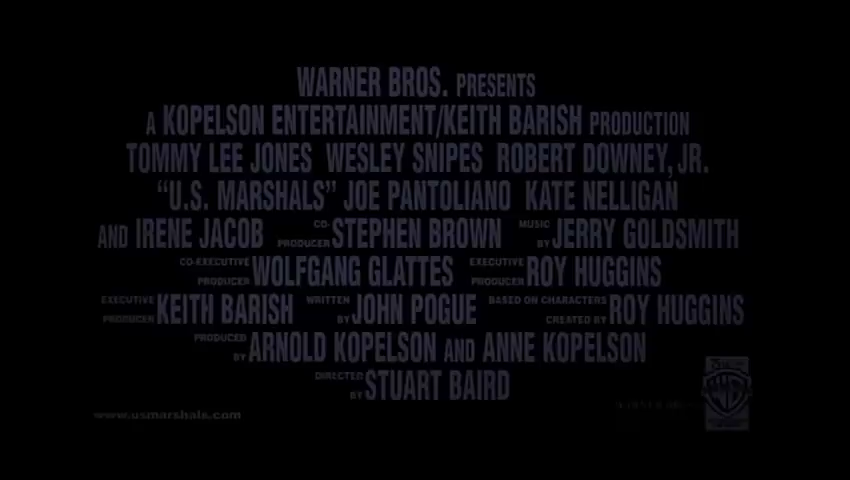 WARNER BROS. PRESENTS
A KOPELSON ENTERTAINMENT/KEITH BARISH PRODUCTION
TOMMY LEE JONES WESLEY SNIPES ROBERT DOWNEY, JR.
"U.S. MARSHALS" JOE PANTOLIANO KATE NELLIGAN
AND IRENE JACOB CO-PRODUCER STEPHEN BROWN MUSIC BY JERRY GOLDSMITH
CO-EXECUTIVE PRODUCER WOLFGANG GLATTES EXECUTIVE PRODUCER ROY HUGGINS
EXECUTIVE PRODUCER KEITH BARISH WRITTEN BY JOHN POGUE BASED ON CHARACTERS CREATED BY ROY HUGGINS
PRODUCED BY ARNOLD KOPELSON AND ANNE KOPELSON
DIRECTED BY STUART BAIRD
www.usmarshals.com